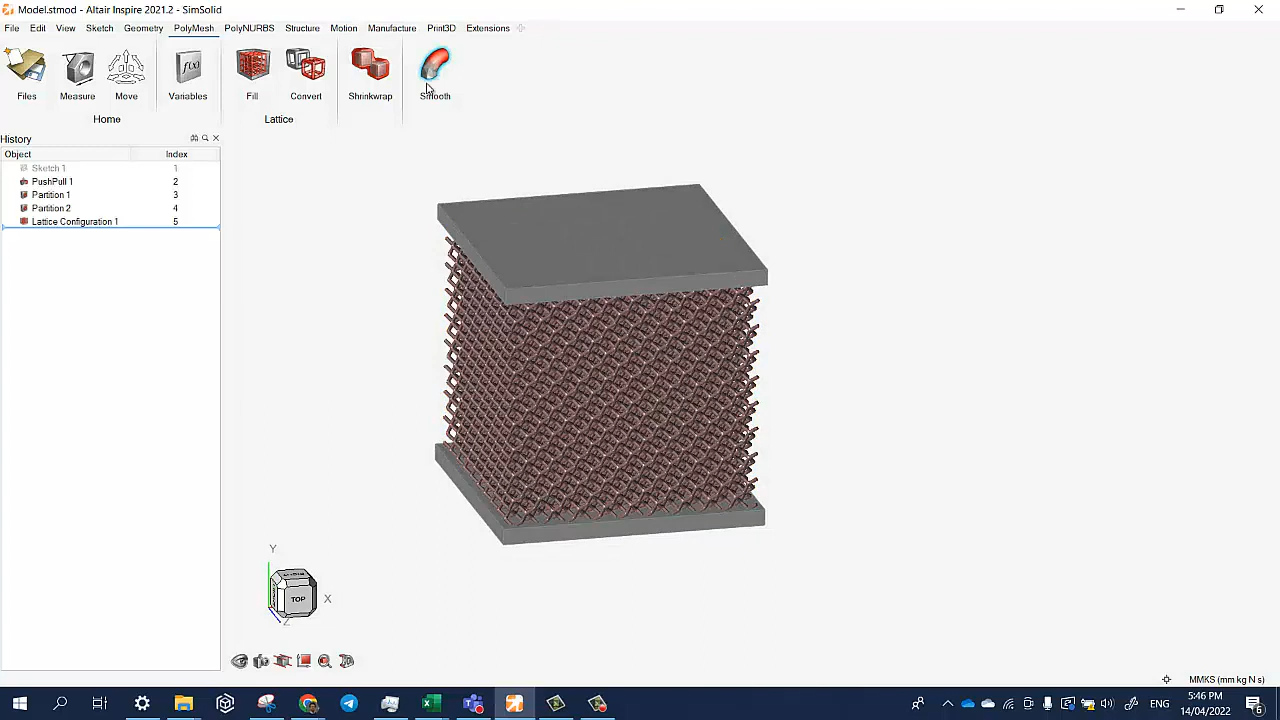 Model.stmod - Altair Inspire 2021.2 - SimSolid
File Edit View Sketch Geometry PolyMesh PolyNURBS Structure Motion Manufacture Print3D Extensions
Files Measure Move Variables Fill Convert Shrinkwrap Smooth
Home Lattice
History
Object Index
Sketch 1 1
PushPull 1 2
Partition 1 3
Partition 2 4
Lattice Configuration 1 5
Y
TOP X
Z
MMKS (mm kg N s)
5:46 PM
ENG
14/04/2022 6